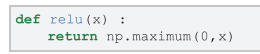 def relu(x) :
    return np.maximum(0,x)